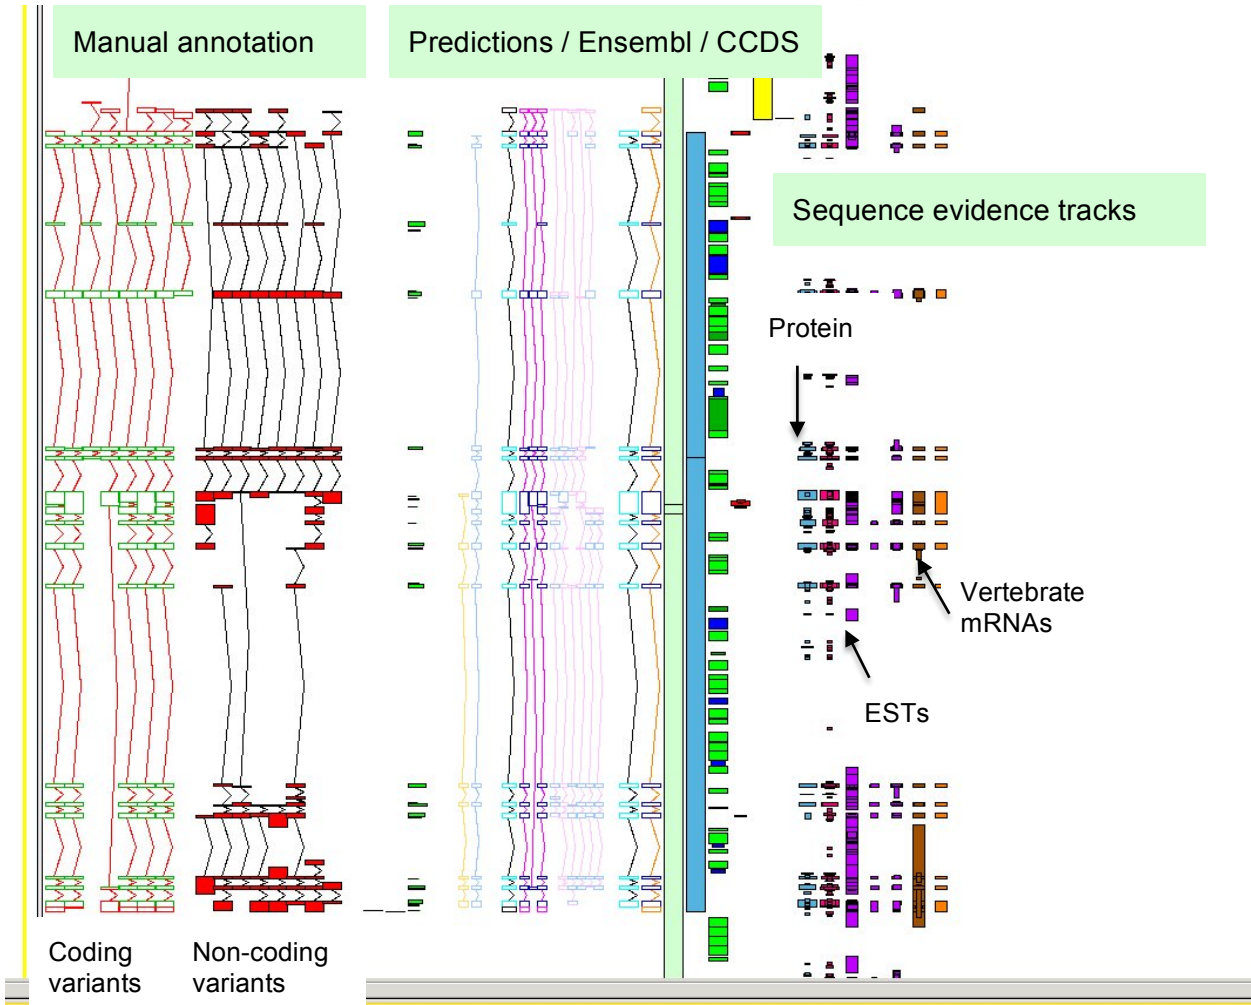 Manual annotation
Predictions / Ensembl / CCDS
Sequence evidence tracks
Protein
Vertebrate
mRNAs
ESTs
Coding
variants
Non-coding
variants